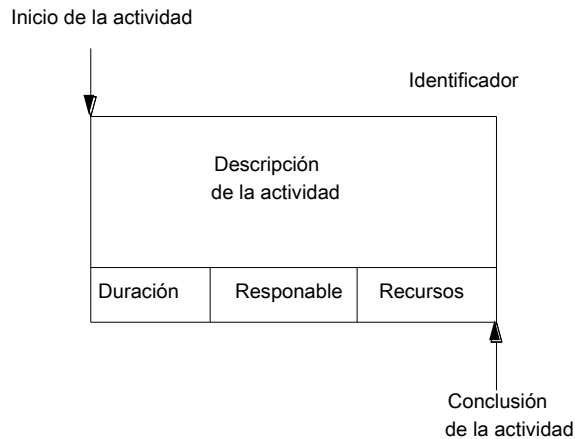 Inicio de la actividad
Identificador
Descripción
de la actividad
Duración
Responable
Recursos
Conclusión
de la actividad